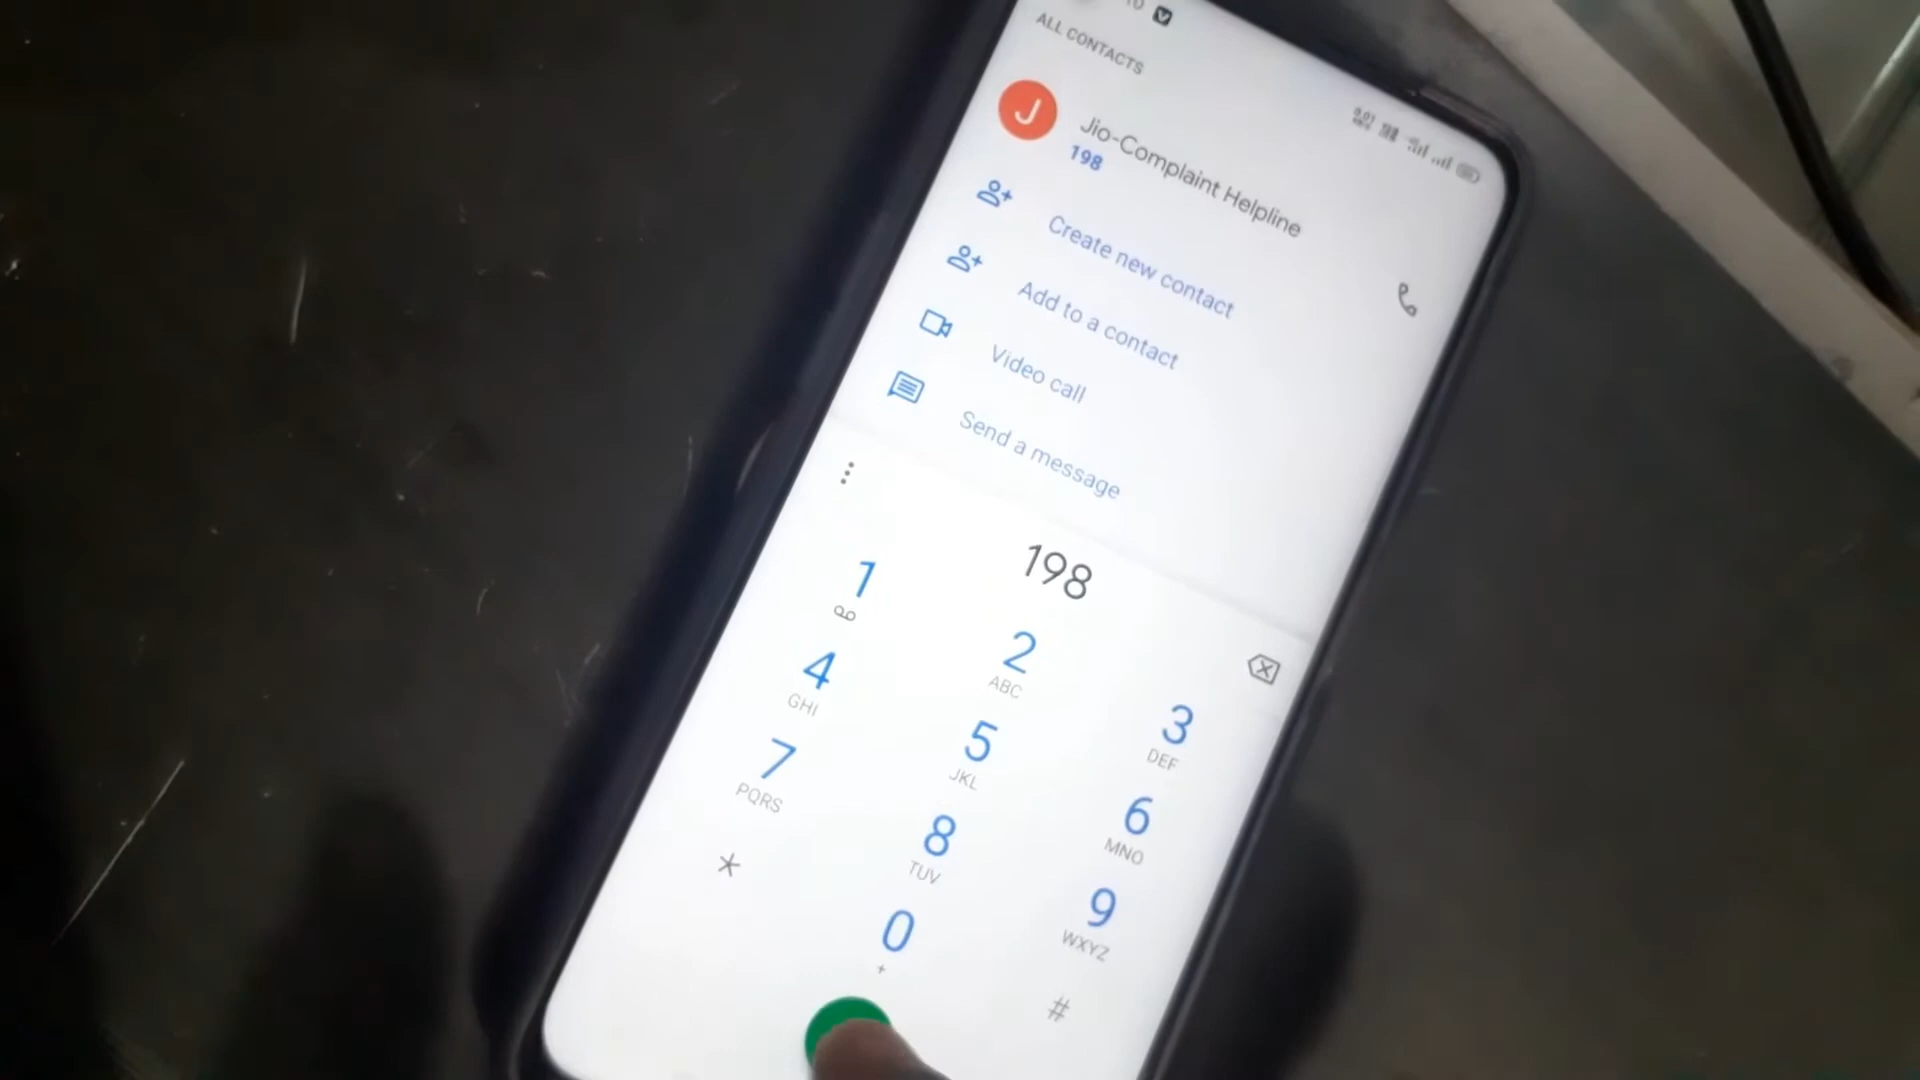 ALL CONTACTS
J
Jio-Complaint Helpline
198
Create new contact
Add to a contact
Video call
Send a message
198
1
2
ABC
3
DEF
4
GHI
5
JKL
6
MNO
7
PQRS
8
TUV
9
WXYZ
*
0
+
#